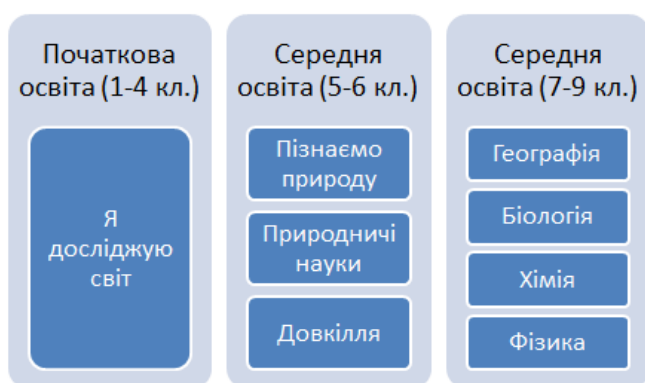 Початкова
освіта (1-4 кл.)
Я
досліджую
світ
Середня
освіта (5-6 кл.)
Пізнаємо
природу
Природничі
науки
Довкілля
Середня
освіта (7-9 кл.)
Географія
Біологія
Хімія
Фізика